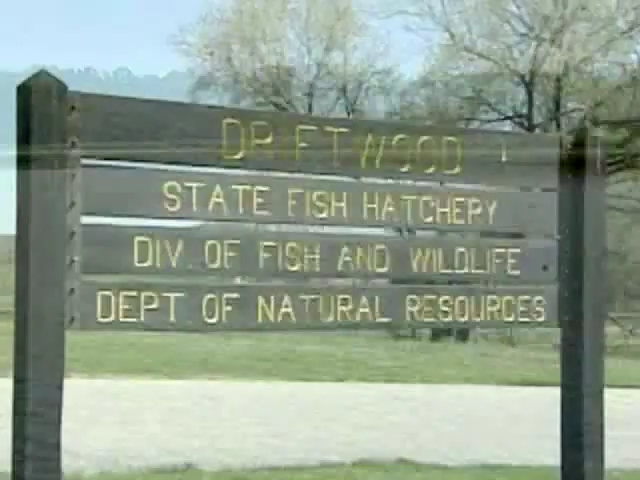 DRIFTWOOD
STATE FISH HATCHERY
DIV. OF FISH AND WILDLIFE
DEPT. OF NATURAL RESOURCES